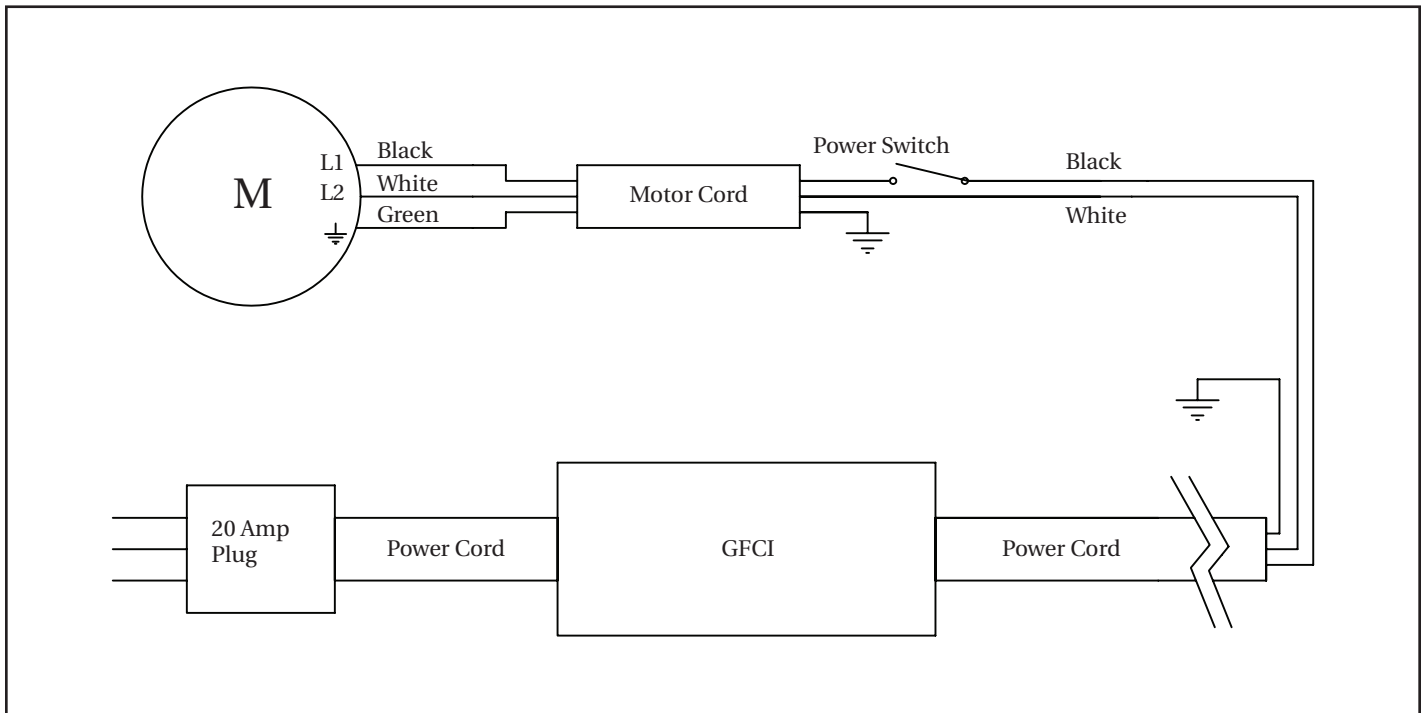 M
L1
L2
Black
White
Green
Motor Cord
Power Switch
Black
White
20 Amp
Plug
Power Cord
GFCI
Power Cord